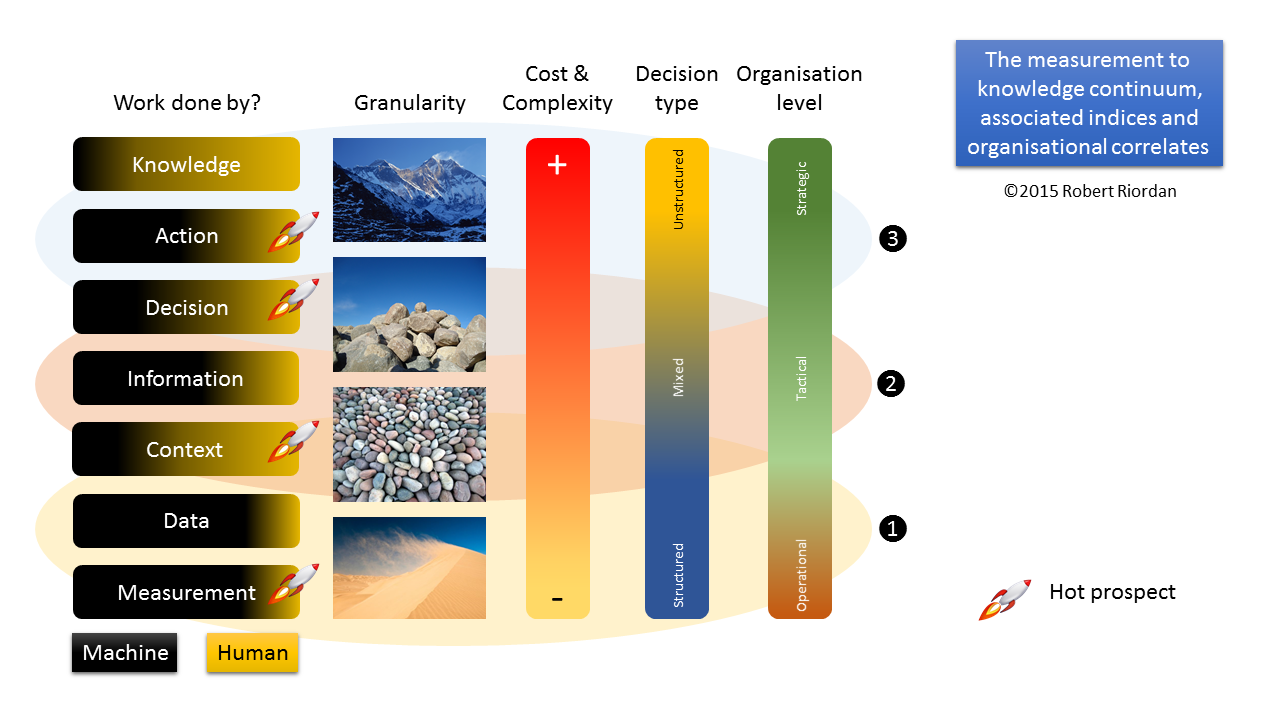 The measurement to
knowledge continuum,
associated indices and
organisational correlates
©2015 Robert Riordan
Work done by?
Granularity
Cost &
Complexity
Decision
type
Organisation
level
Knowledge
Action
Decision
Information
Context
Data
Measurement
Machine
Human
+
-
Unstructured
Mixed
Structured
Strategic
Tactical
Operational
3
2
1
Hot prospect